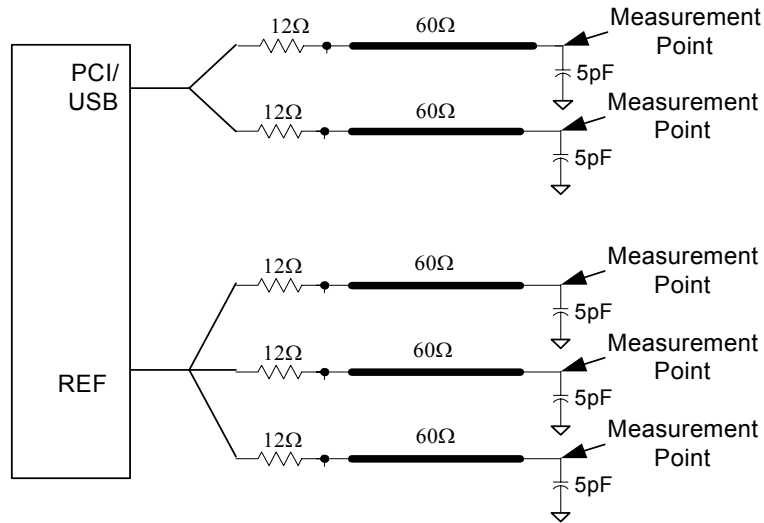 PCI/
USB
12Ω
60Ω
Measurement
Point
5pF
12Ω
60Ω
Measurement
Point
5pF
REF
12Ω
60Ω
Measurement
Point
5pF
12Ω
60Ω
Measurement
Point
5pF
12Ω
60Ω
Measurement
Point
5pF